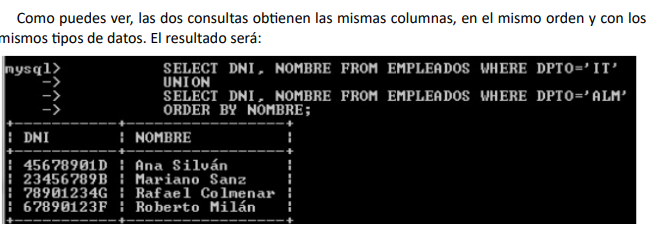 Como puedes ver, las dos consultas obtienen las mismas columnas, en el mismo orden y con los
mismos tipos de datos. El resultado será:
mysql> SELECT DNI, NOMBRE FROM EMPLEADOS WHERE DPTO='IT'
-> UNION
-> SELECT DNI, NOMBRE FROM EMPLEADOS WHERE DPTO='ALM'
-> ORDER BY NOMBRE;
+-----------+------------------+
| DNI | NOMBRE |
+-----------+------------------+
| 45678901D | Ana Silván |
| 23456789B | Mariano Sanz |
| 78901234G | Rafael Colmenar |
| 67890123F | Roberto Milán |
+-----------+------------------+